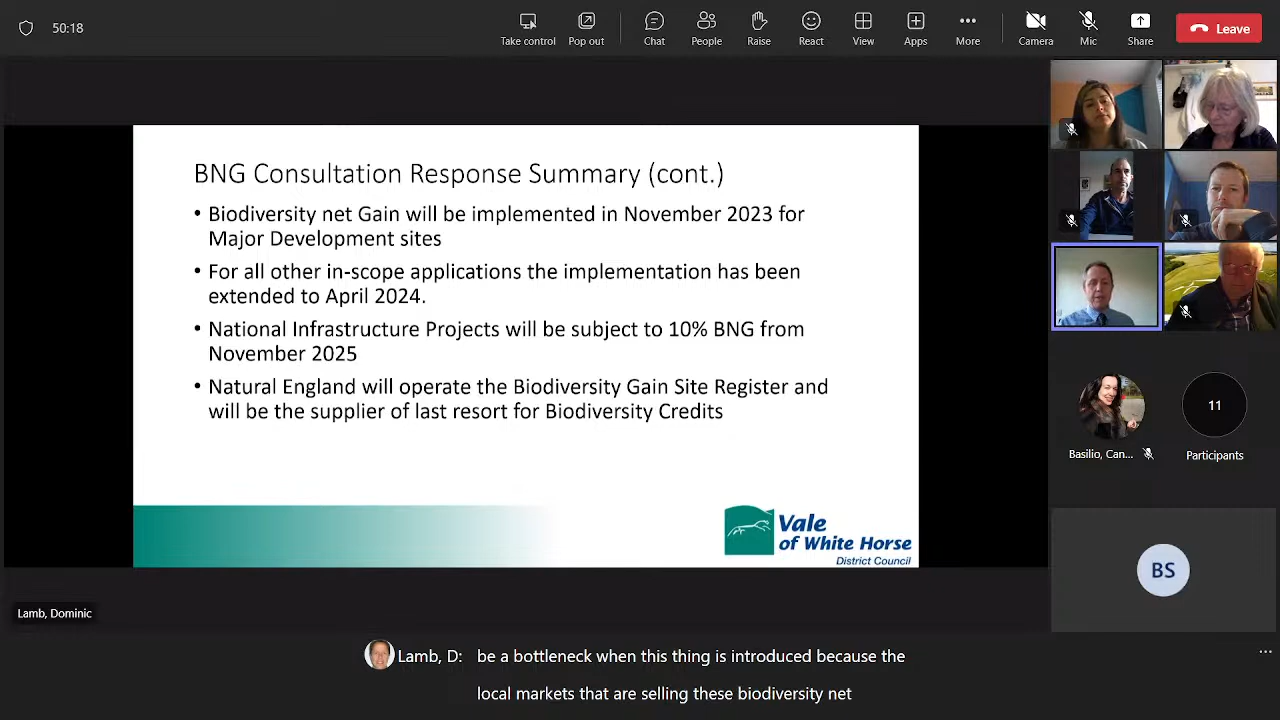 50:18
Take control
Pop out
Chat
People
Raise
React
View
Apps
More
Camera
Mic
Share
Leave
BNG Consultation Response Summary (cont.)
• Biodiversity net Gain will be implemented in November 2023 for
Major Development sites
• For all other in-scope applications the implementation has been
extended to April 2024.
• National Infrastructure Projects will be subject to 10% BNG from
November 2025
• Natural England will operate the Biodiversity Gain Site Register and
will be the supplier of last resort for Biodiversity Credits
Vale
of White Horse
District Council
Basilio, Can...
11
Participants
BS
Lamb, Dominic
Lamb, D: be a bottleneck when this thing is introduced because the
local markets that are selling these biodiversity net